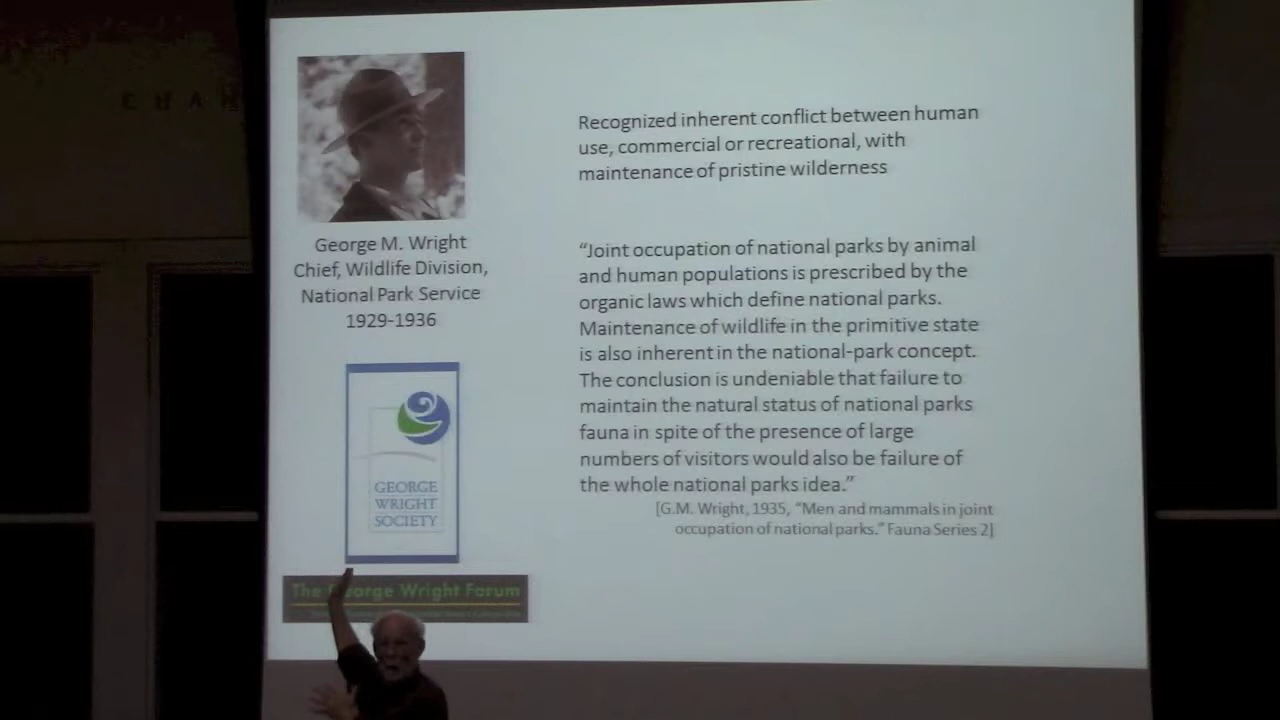 George M. Wright
Chief, Wildlife Division,
National Park Service
1929-1936
GEORGE
WRIGHT
SOCIETY
The George Wright Forum
Recognized inherent conflict between human
use, commercial or recreational, with
maintenance of pristine wilderness
“Joint occupation of national parks by animal
and human populations is prescribed by the
organic laws which define national parks.
Maintenance of wildlife in the primitive state
is also inherent in the national-park concept.
The conclusion is undeniable that failure to
maintain the natural status of national parks
fauna in spite of the presence of large
numbers of visitors would also be failure of
the whole national parks idea.”
[G.M. Wright, 1935, “Men and mammals in joint
occupation of national parks.” Fauna Series 2]